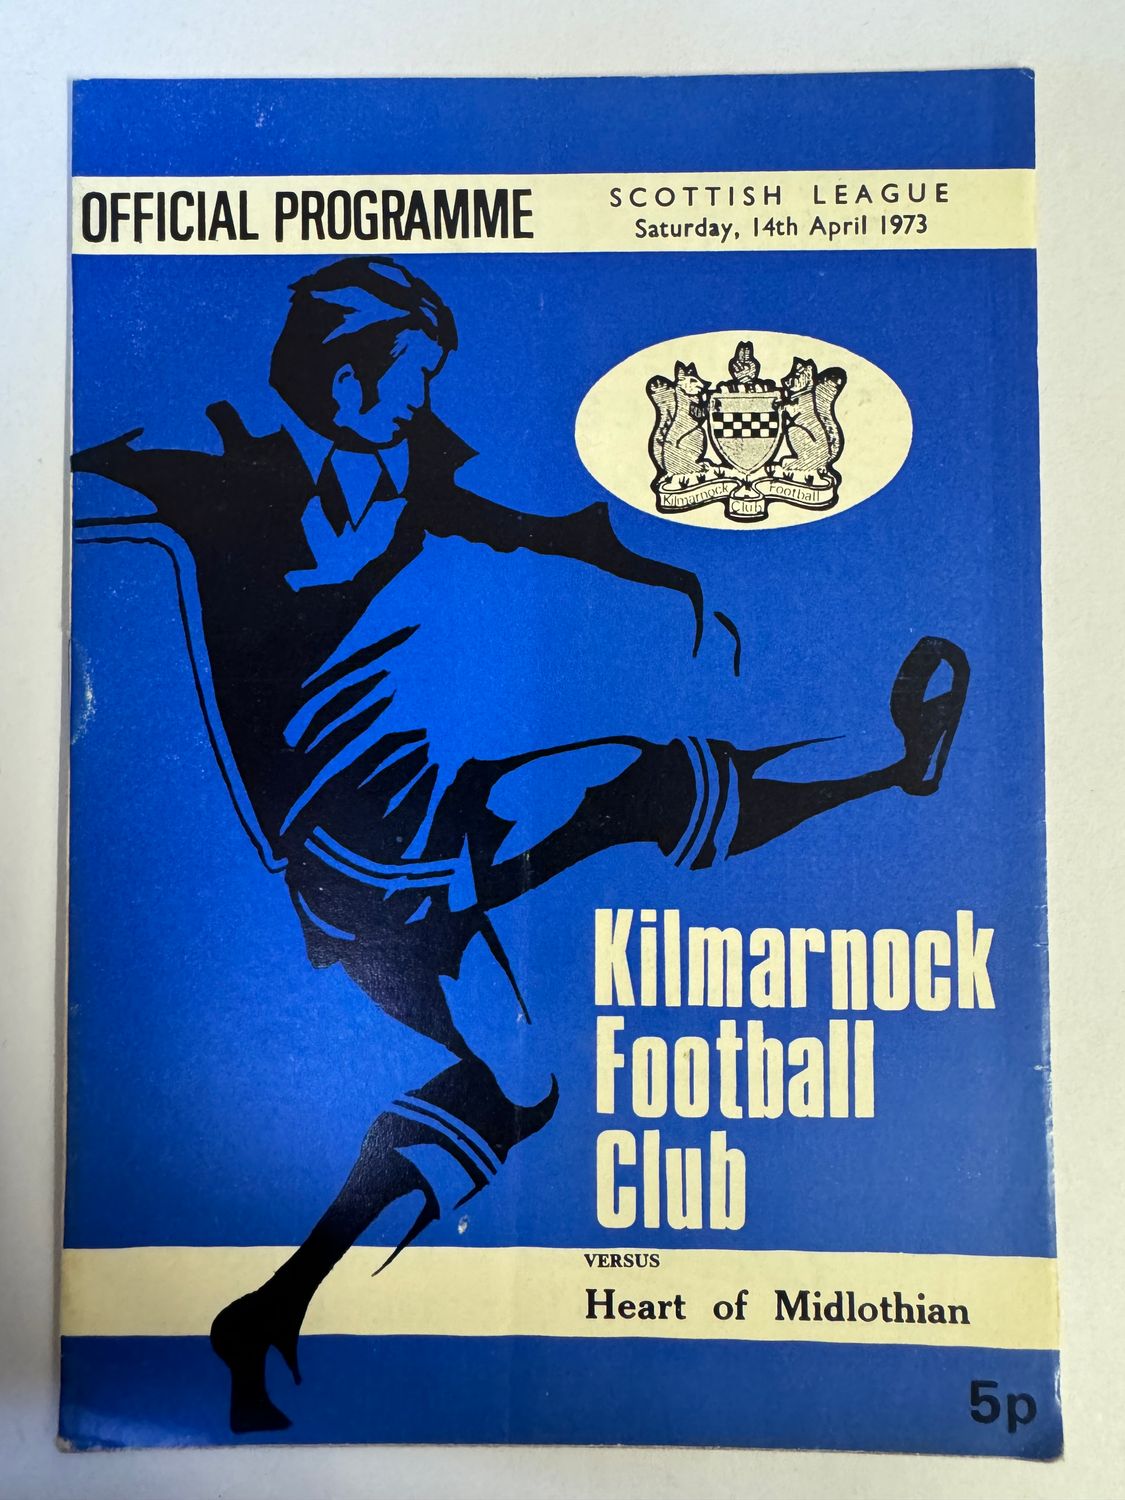 OFFICIAL PROGRAMME
SCOTTISH LEAGUE
Saturday, 14th April 1973
Kilmarnock Football
Club
Kilmarnock
Football
Club
VERSUS
Heart of Midlothian
5p